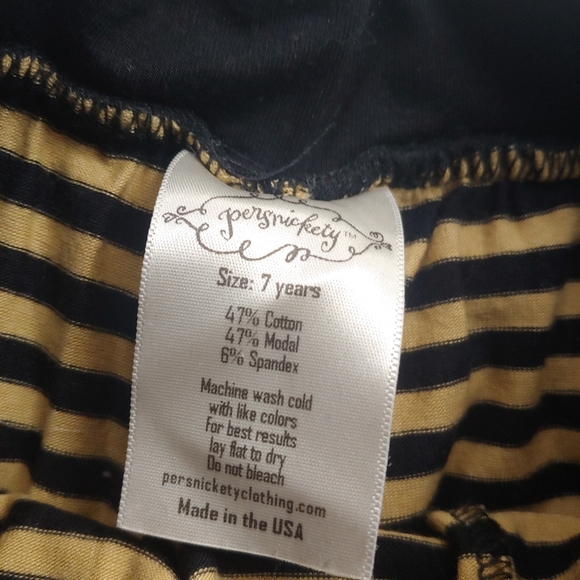 persnickety™
Size: 7 years
47% Cotton
47% Modal
6% Spandex
Machine wash cold
with like colors
For best results
lay flat to dry
Do not bleach
persnicketyclothing.com
Made in the USA